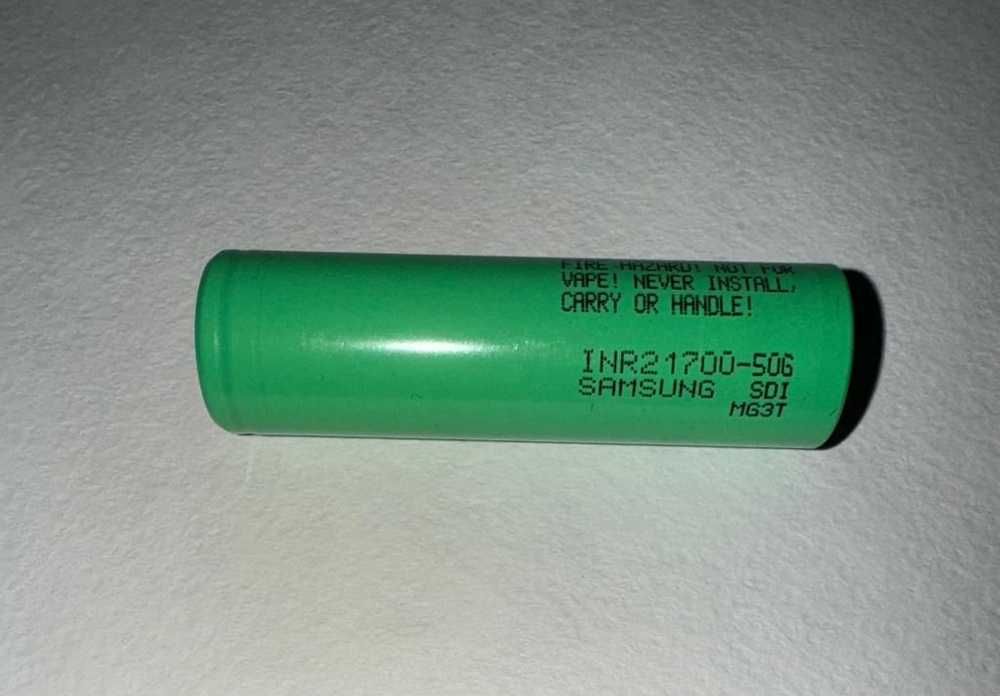 FIRE HAZARD! NOT FOR
VAPE! NEVER INSTALL,
CARRY OR HANDLE!
INR21700-50G
SAMSUNG SDI
MG3T